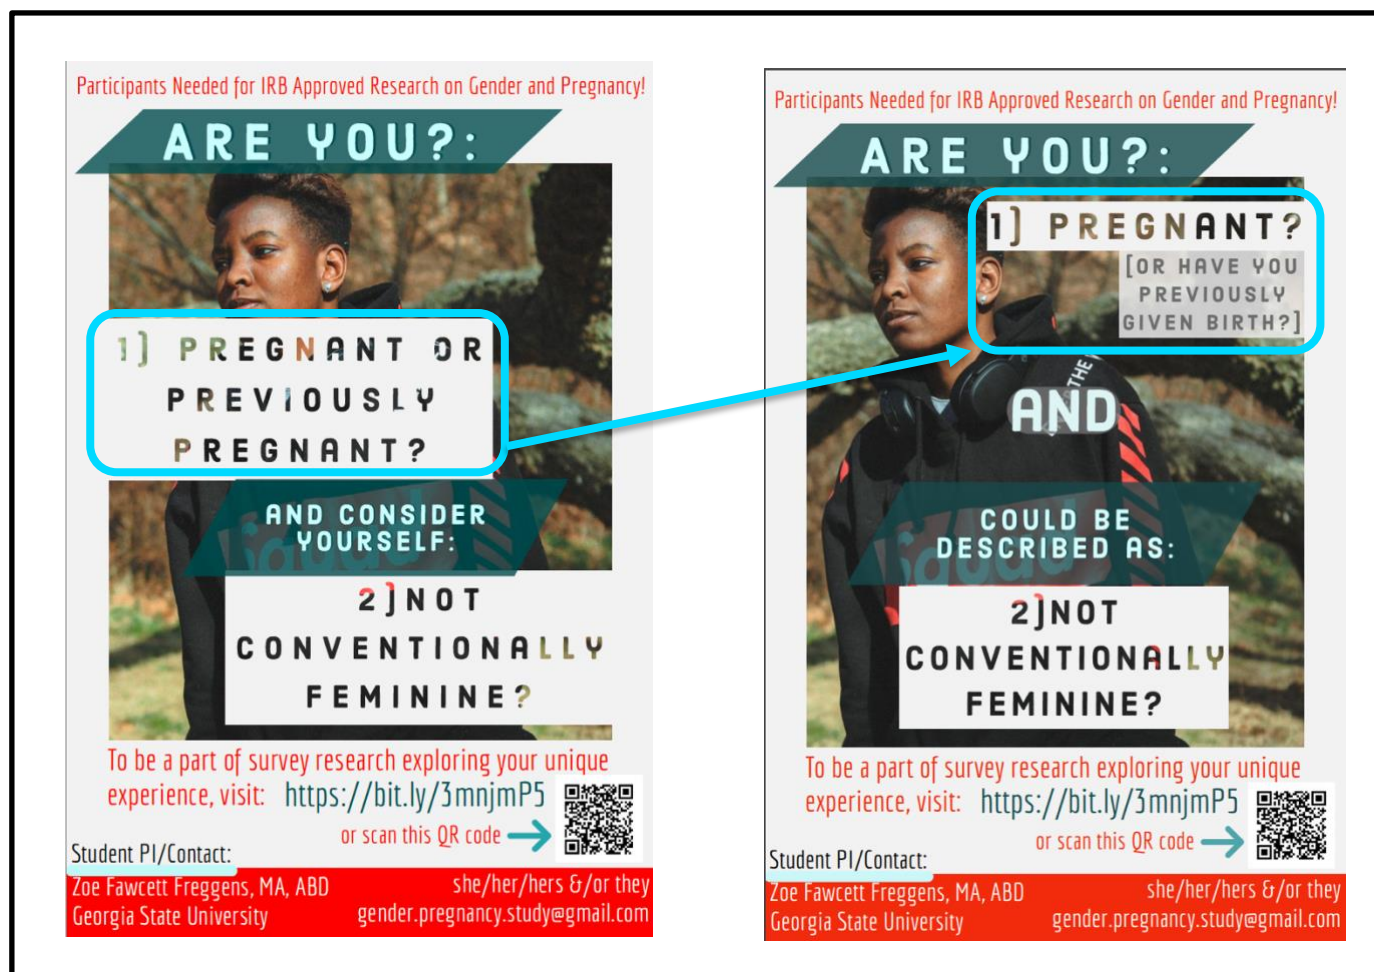 Participants Needed for IRB Approved Research on Gender and Pregnancy!
ARE YOU?:
1) PREGNANT OR
PREVIOUSLY
PREGNANT?
AND CONSIDER
YOURSELF:
Squad
2)NOT
CONVENTIONALLY
FEMININE?
To be a part of survey research exploring your unique
experience, visit: https://bit.ly/3mnjmP5
or scan this QR code
Student PI/Contact:
Zoe Fawcett Freggens, MA, ABD
she/her/hers &/or they
Georgia State University
gender.pregnancy.study@gmail.com
Participants Needed for IRB Approved Research on Gender and Pregnancy!
ARE YOU?:
1) PREGNANT?
[OR HAVE YOU
PREVIOUSLY
GIVEN BIRTH?]
THE
AND
COULD BE
DESCRIBED AS:
Squad
2)NOT
CONVENTIONALLY
FEMININE?
To be a part of survey research exploring your unique
experience, visit: https://bit.ly/3mnjmP5
or scan this QR code
Student PI/Contact:
Zoe Fawcett Freggens, MA, ABD
she/her/hers &/or they
Georgia State University
gender.pregnancy.study@gmail.com